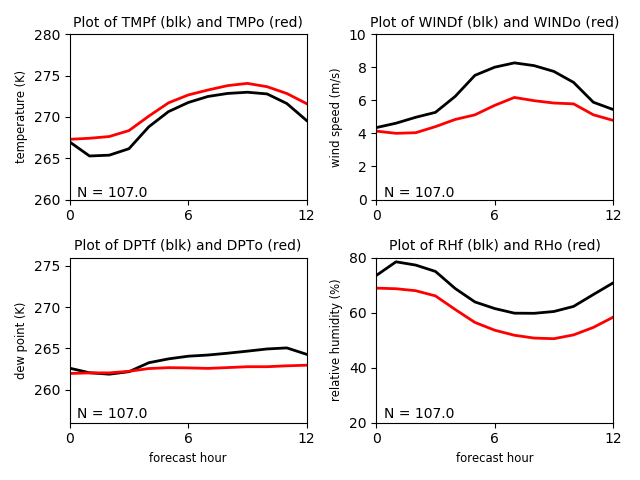 Plot of TMPf (blk) and TMPo (red)
280
275
270
265
260
temperature (K)
N = 107.0
0 6 12
Plot of WINDf (blk) and WINDo (red)
10
8
6
4
2
0
wind speed (m/s)
N = 107.0
0 6 12
Plot of DPTf (blk) and DPTo (red)
275
270
265
260
dew point (K)
N = 107.0
0 6 12
forecast hour
Plot of RHf (blk) and RHo (red)
80
60
40
20
relative humidity (%)
N = 107.0
0 6 12
forecast hour